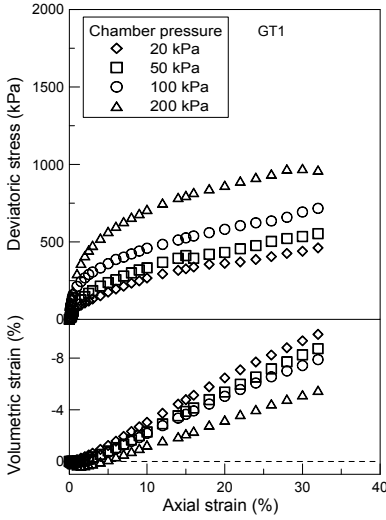 2000
Chamber pressure
GT1
20 kPa
50 kPa
100 kPa
200 kPa
1500
1000
500
0
Deviatoric stress (kPa)
-8
-4
0
Volumetric strain (%)
0 10 20 30 40
Axial strain (%)